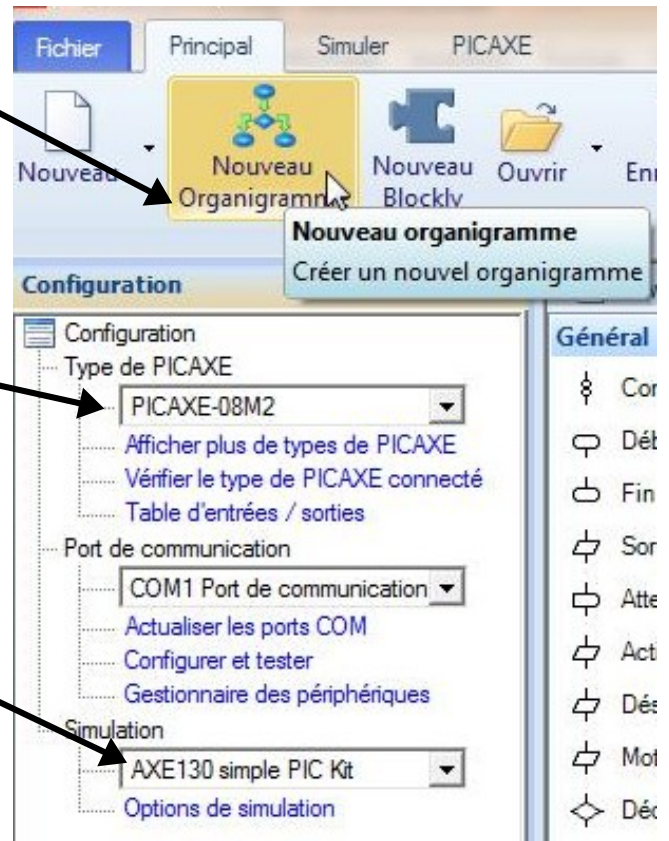 Fichier Principal Simuler PICAXE
Nouveau Nouveau Organigramme Nouveau Blockly Ouvrir
Nouveau organigramme
Créer un nouvel organigramme
Configuration
Configuration
Type de PICAXE
PICAXE-08M2
Afficher plus de types de PICAXE
Vérifier le type de PICAXE connecté
Table d'entrées / sorties
Port de communication
COM1 Port de communication
Actualiser les ports COM
Configurer et tester
Gestionnaire des périphériques
Simulation
AXE130 simple PIC Kit
Options de simulation
Général
Fin